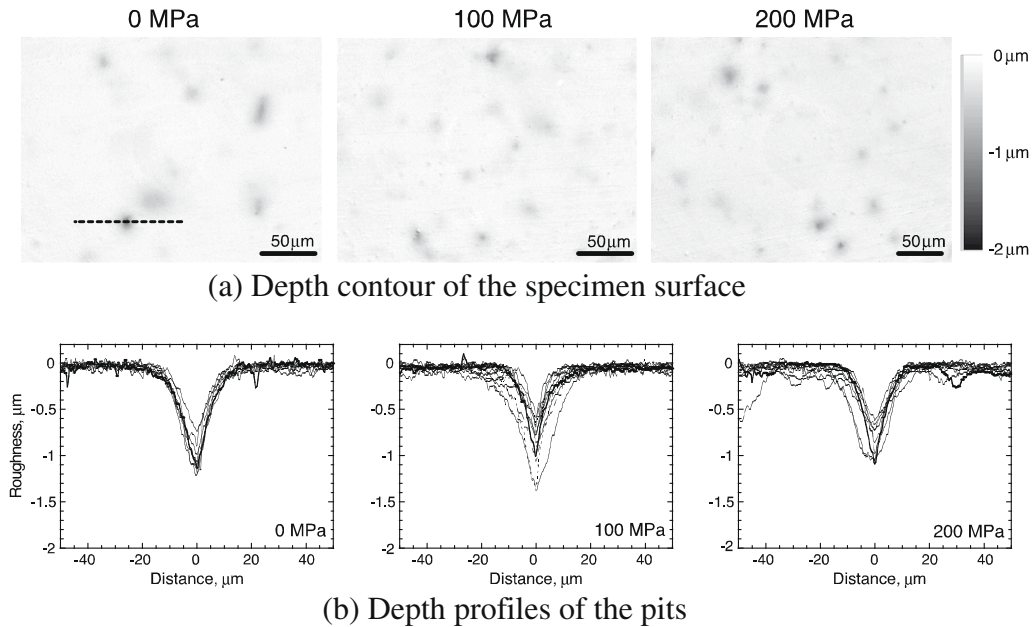 0 MPa 100 MPa 200 MPa
0 μm
-1 μm
-2 μm
50μm 50μm 50μm
(a) Depth contour of the specimen surface
Roughness, μm
0
-0.5
-1
-1.5
-2
0 MPa
-40 -20 0 20 40
Distance, μm
0
-0.5
-1
-1.5
-2
100 MPa
-40 -20 0 20 40
Distance, μm
0
-0.5
-1
-1.5
-2
200 MPa
-40 -20 0 20 40
Distance, μm
(b) Depth profiles of the pits